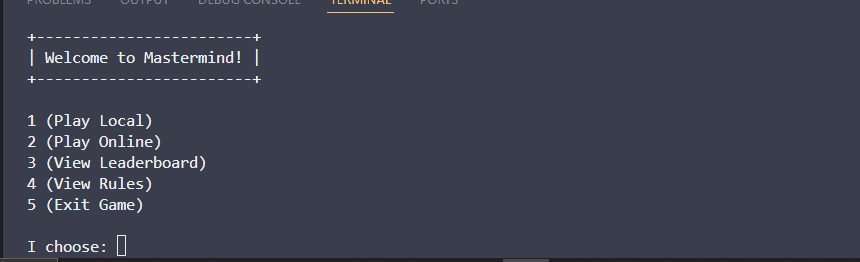 PROBLEMS OUTPUT DEBUG CONSOLE TERMINAL PORTS
+------------------------+
| Welcome to Mastermind! |
+------------------------+
1 (Play Local)
2 (Play Online)
3 (View Leaderboard)
4 (View Rules)
5 (Exit Game)
I choose: